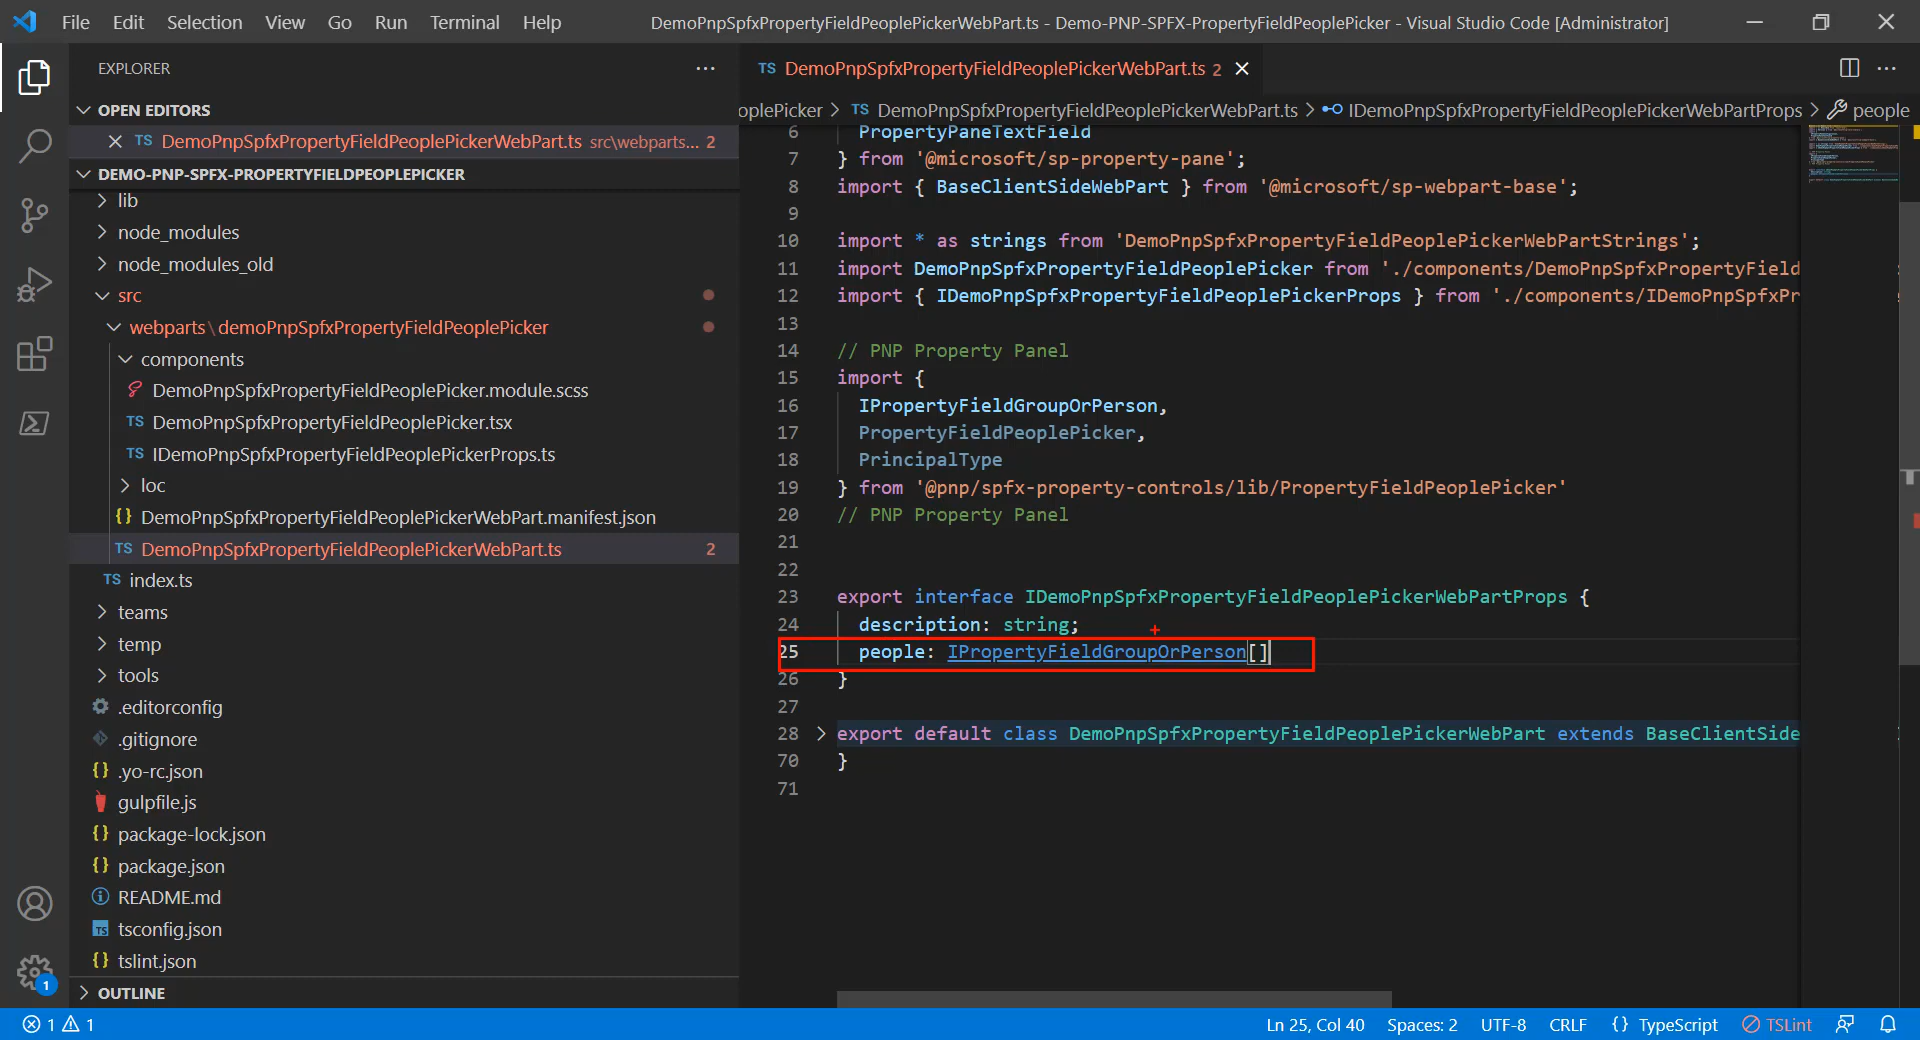 File Edit Selection View Go Run Terminal Help
DemoPnpSpfxPropertyFieldPeoplePickerWebPart.ts - Demo-PNP-SPFX-PropertyFieldPeoplePicker - Visual Studio Code [Administrator]
EXPLORER
OPEN EDITORS
TS DemoPnpSpfxPropertyFieldPeoplePickerWebPart.ts src\webparts... 2
DEMO-PNP-SPFX-PROPERTYFIELDPEOPLEPICKER
lib
node_modules
node_modules_old
src
webparts\demoPnpSpfxPropertyFieldPeoplePicker
components
DemoPnpSpfxPropertyFieldPeoplePicker.module.scss
TS DemoPnpSpfxPropertyFieldPeoplePicker.tsx
TS IDemoPnpSpfxPropertyFieldPeoplePickerProps.ts
loc
{} DemoPnpSpfxPropertyFieldPeoplePickerWebPart.manifest.json
TS DemoPnpSpfxPropertyFieldPeoplePickerWebPart.ts 2
TS index.ts
teams
temp
tools
.editorconfig
.gitignore
{} .yo-rc.json
gulpfile.js
{} package-lock.json
{} package.json
README.md
TS tsconfig.json
{} tslint.json
OUTLINE
1
TS DemoPnpSpfxPropertyFieldPeoplePickerWebPart.ts 2
oplePicker > TS DemoPnpSpfxPropertyFieldPeoplePickerWebPart.ts > IDemoPnpSpfxPropertyFieldPeoplePickerWebPartProps > people
6 PropertyPaneTextField
7 } from '@microsoft/sp-property-pane';
8 import { BaseClientSideWebPart } from '@microsoft/sp-webpart-base';
9
10 import * as strings from 'DemoPnpSpfxPropertyFieldPeoplePickerWebPartStrings';
11 import DemoPnpSpfxPropertyFieldPeoplePicker from './components/DemoPnpSpfxPropertyField
12 import { IDemoPnpSpfxPropertyFieldPeoplePickerProps } from './components/IDemoPnpSpfxPr
13
14 // PNP Property Panel
15 import {
16 IPropertyFieldGroupOrPerson,
17 PropertyFieldPeoplePicker,
18 PrincipalType
19 } from '@pnp/spfx-property-controls/lib/PropertyFieldPeoplePicker'
20 // PNP Property Panel
21
22
23 export interface IDemoPnpSpfxPropertyFieldPeoplePickerWebPartProps {
24 description: string;
25 people: IPropertyFieldGroupOrPerson[]
26 }
27
28 export default class DemoPnpSpfxPropertyFieldPeoplePickerWebPart extends BaseClientSide
70 }
71
1 1
Ln 25, Col 40 Spaces: 2 UTF-8 CRLF {} TypeScript TSLint